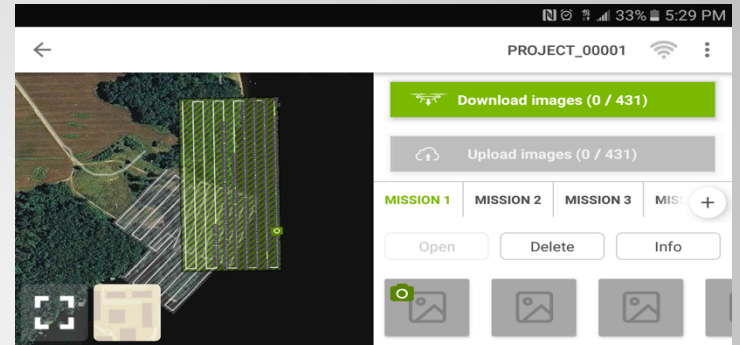 33% 5:29 PM
PROJECT_00001
Download images (0 / 431)
Upload images (0 / 431)
MISSION 1 MISSION 2 MISSION 3 MIS
Open Delete Info